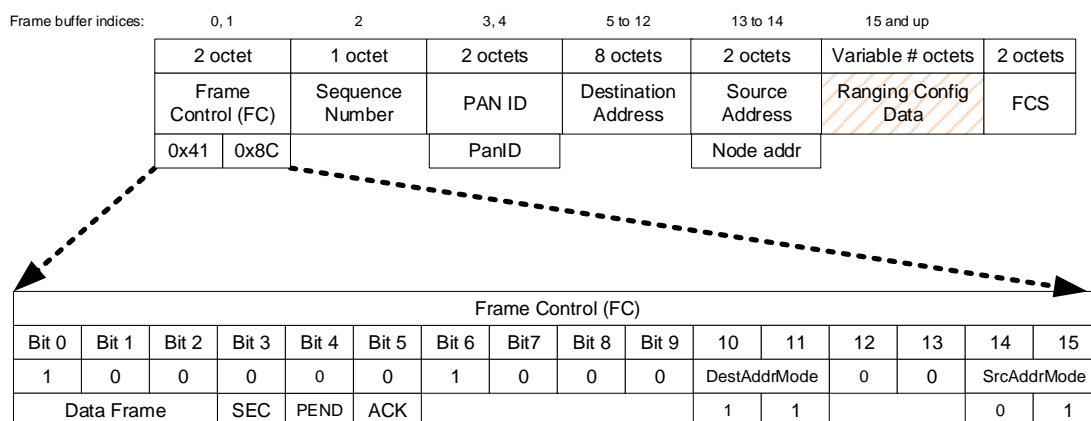 Frame buffer indices: 0, 1 2 3, 4 5 to 12 13 to 14 15 and up
2 octet 1 octet 2 octets 8 octets 2 octets Variable # octets 2 octets
Frame Control (FC) Sequence Number PAN ID Destination Address Source Address Ranging Config Data FCS
0x41 0x8C PanID Node addr
Frame Control (FC)
Bit 0 Bit 1 Bit 2 Bit 3 Bit 4 Bit 5 Bit 6 Bit7 Bit 8 Bit 9 10 11 12 13 14 15
1 0 0 0 0 0 1 0 0 0 DestAddrMode 0 0 SrcAddrMode
Data Frame SEC PEND ACK 1 1 0 1